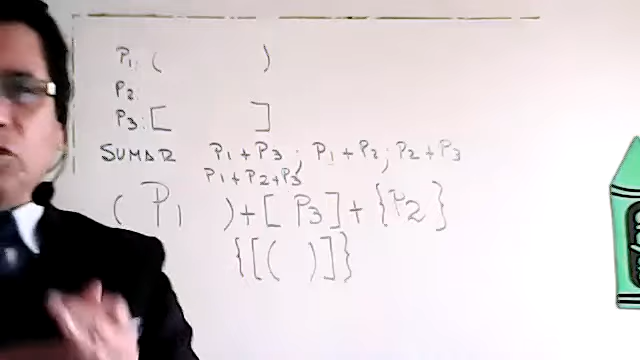 P1: ( )
P2:
P3: [ ]
SUMAR P1 + P3 ; P1 + P2 ; P2 + P3
P1 + P2 + P3
( P1 ) + [ P3 ] + { P2 }
{ [ ( ) ] }